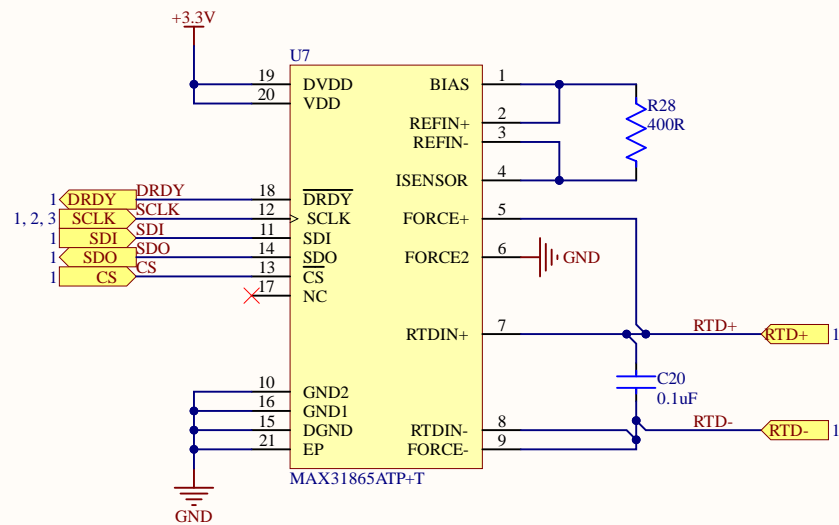 +3.3V
U7
19 DVDD
20 VDD
BIAS 1
REFIN+ 2
REFIN- 3
ISENSOR 4
R28
400R
1 DRDY DRDY 18 DRDY
1, 2, 3 SCLK SCLK 12 SCLK
1 SDI SDI 11 SDI
1 SDO SDO 14 SDO
1 CS CS 13 CS
17 NC
FORCE+ 5
FORCE2 6 GND
RTDIN+ 7 RTD+ RTD+ 1
C20
0.1uF
10 GND2
16 GND1
15 DGND
21 EP
RTDIN- 8 RTD- RTD- 1
FORCE- 9
MAX31865ATP+T
GND